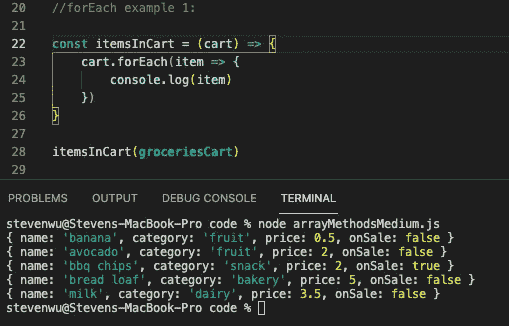 20 //forEach example 1:
21
22 const itemsInCart = (cart) => {
23 cart.forEach(item => {
24 console.log(item)
25 })
26 }
27
28 itemsInCart(groceriesCart)
29
PROBLEMS OUTPUT DEBUG CONSOLE TERMINAL
stevenwu@Stevens-MacBook-Pro code % node arrayMethodsMedium.js
{ name: 'banana', category: 'fruit', price: 0.5, onSale: false }
{ name: 'avocado', category: 'fruit', price: 2, onSale: false }
{ name: 'bbq chips', category: 'snack', price: 2, onSale: true }
{ name: 'bread loaf', category: 'bakery', price: 5, onSale: false }
{ name: 'milk', category: 'dairy', price: 3.5, onSale: false }
stevenwu@Stevens-MacBook-Pro code %